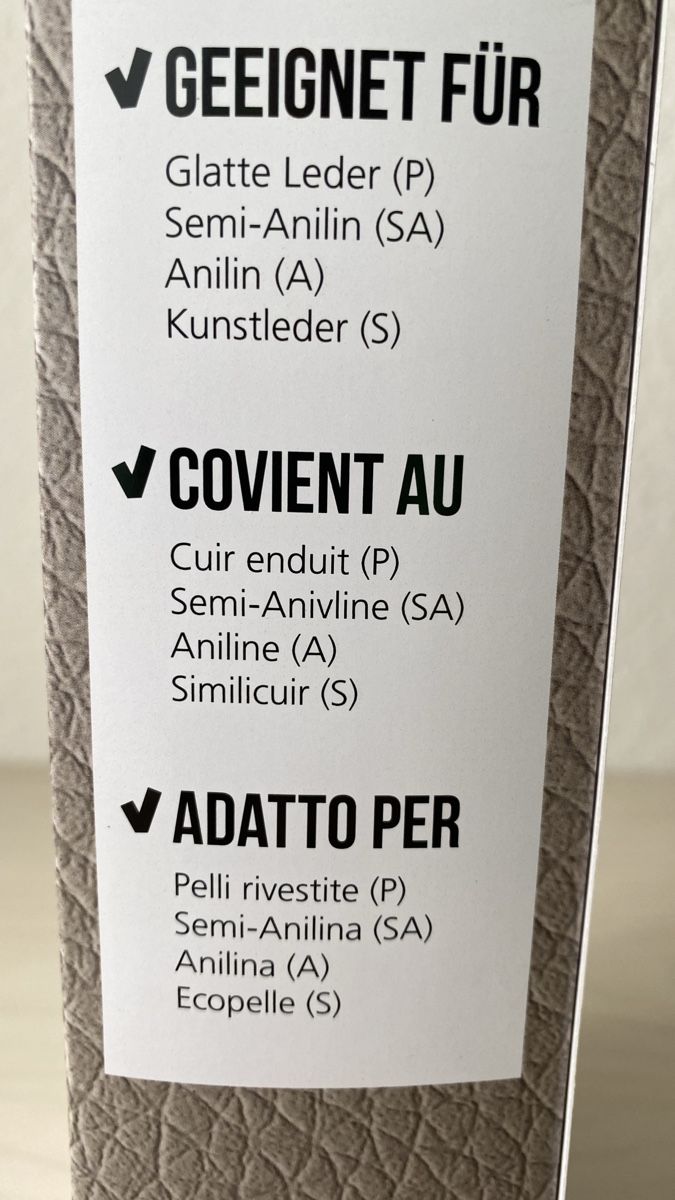 GEEIGNET FÜR
Glatte Leder (P)
Semi-Anilin (SA)
Anilin (A)
Kunstleder (S)
COVIENT AU
Cuir enduit (P)
Semi-Anivline (SA)
Aniline (A)
Similicuir (S)
ADATTO PER
Pelli rivestite (P)
Semi-Anilina (SA)
Anilina (A)
Ecopelle (S)